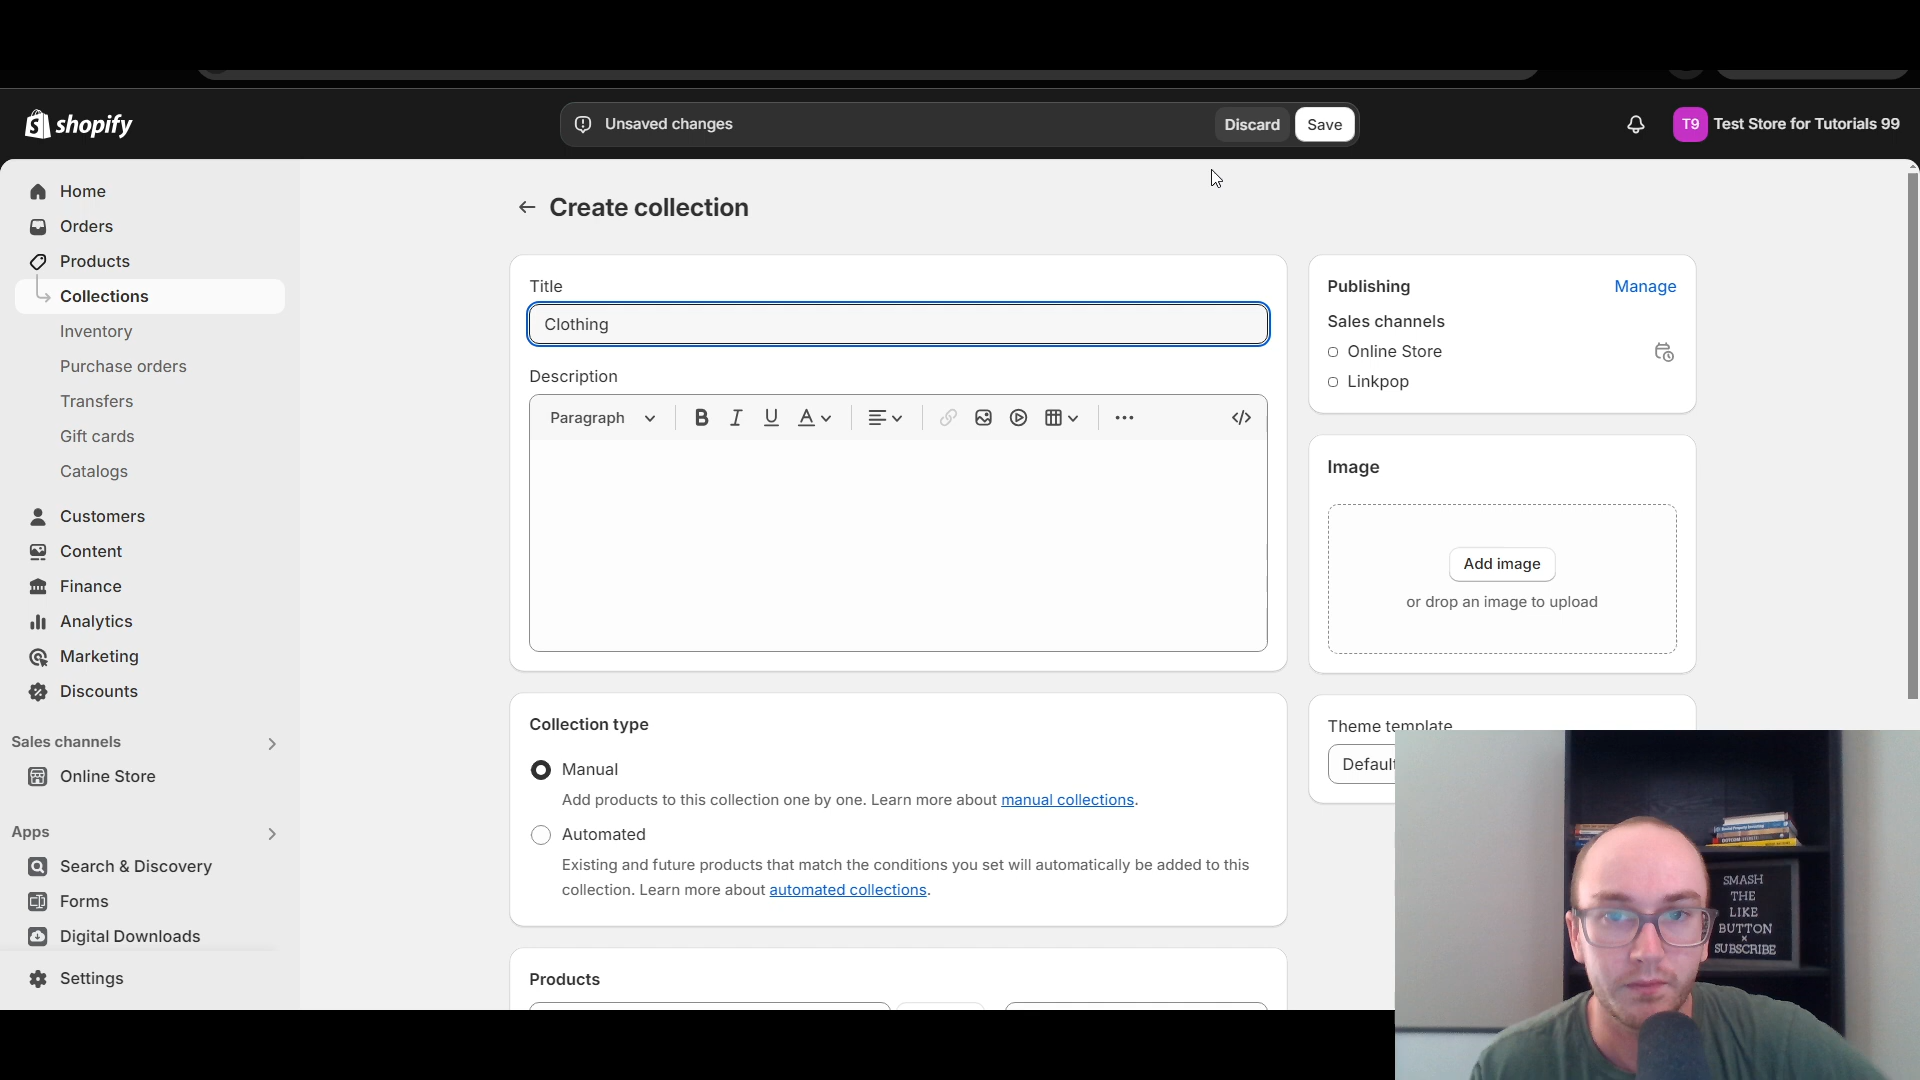 shopify
Unsaved changes
Discard
Save
T9
Test Store for Tutorials 99
Home
Orders
Products
Collections
Inventory
Purchase orders
Transfers
Gift cards
Catalogs
Customers
Content
Finance
Analytics
Marketing
Discounts
Sales channels
Online Store
Apps
Search & Discovery
Forms
Digital Downloads
Settings
Create collection
Title
Clothing
Description
Paragraph
Collection type
Manual
Add products to this collection one by one. Learn more about manual collections.
Automated
Existing and future products that match the conditions you set will automatically be added to this
collection. Learn more about automated collections.
Products
Publishing
Manage
Sales channels
Online Store
Linkpop
Image
Add image
or drop an image to upload
Theme template
Default
SMASH
THE
LIKE
BUTTON
×
SUBSCRIBE